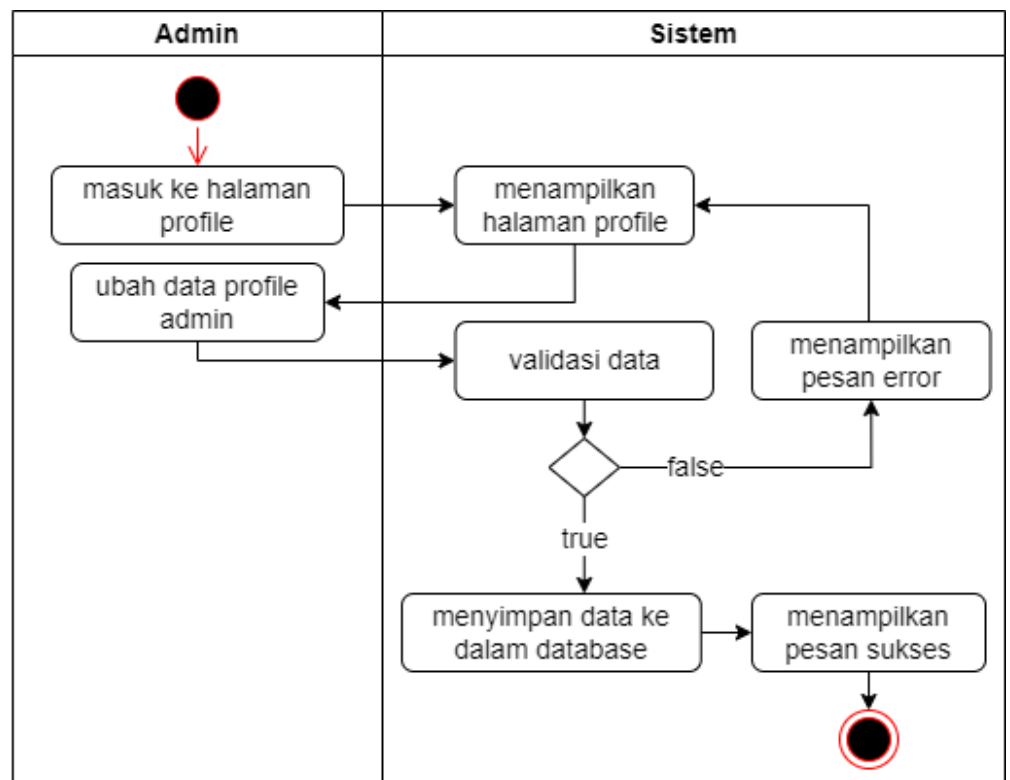 Admin
Sistem
masuk ke halaman
profile
menampilkan
halaman profile
ubah data profile
admin
validasi data
menampilkan
pesan error
false
true
menyimpan data ke
dalam database
menampilkan
pesan sukses